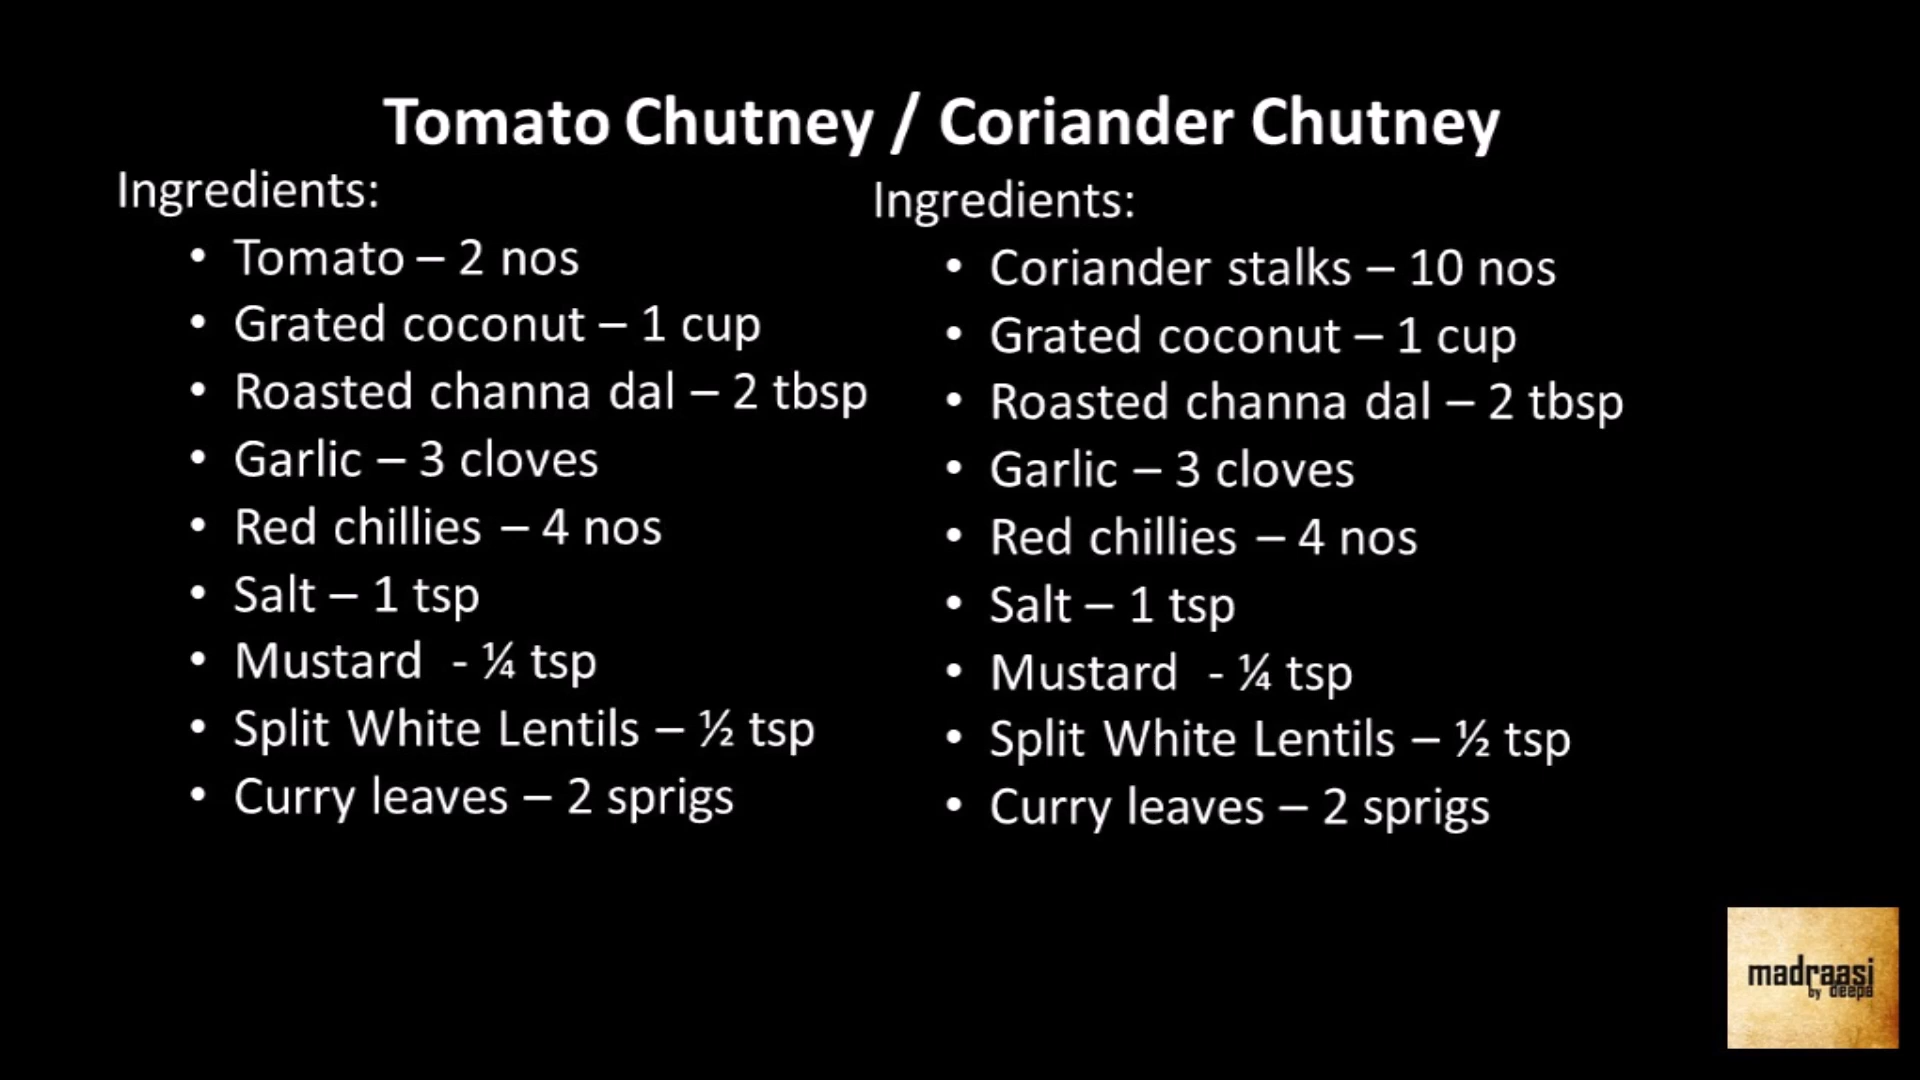 Tomato Chutney / Coriander Chutney
Ingredients:
• Tomato – 2 nos
• Grated coconut – 1 cup
• Roasted channa dal – 2 tbsp
• Garlic – 3 cloves
• Red chillies – 4 nos
• Salt – 1 tsp
• Mustard  - ¼ tsp
• Split White Lentils – ½ tsp
• Curry leaves – 2 sprigs
Ingredients:
• Coriander stalks – 10 nos
• Grated coconut – 1 cup
• Roasted channa dal – 2 tbsp
• Garlic – 3 cloves
• Red chillies – 4 nos
• Salt – 1 tsp
• Mustard  - ¼ tsp
• Split White Lentils – ½ tsp
• Curry leaves – 2 sprigs
madraasi
by deepa